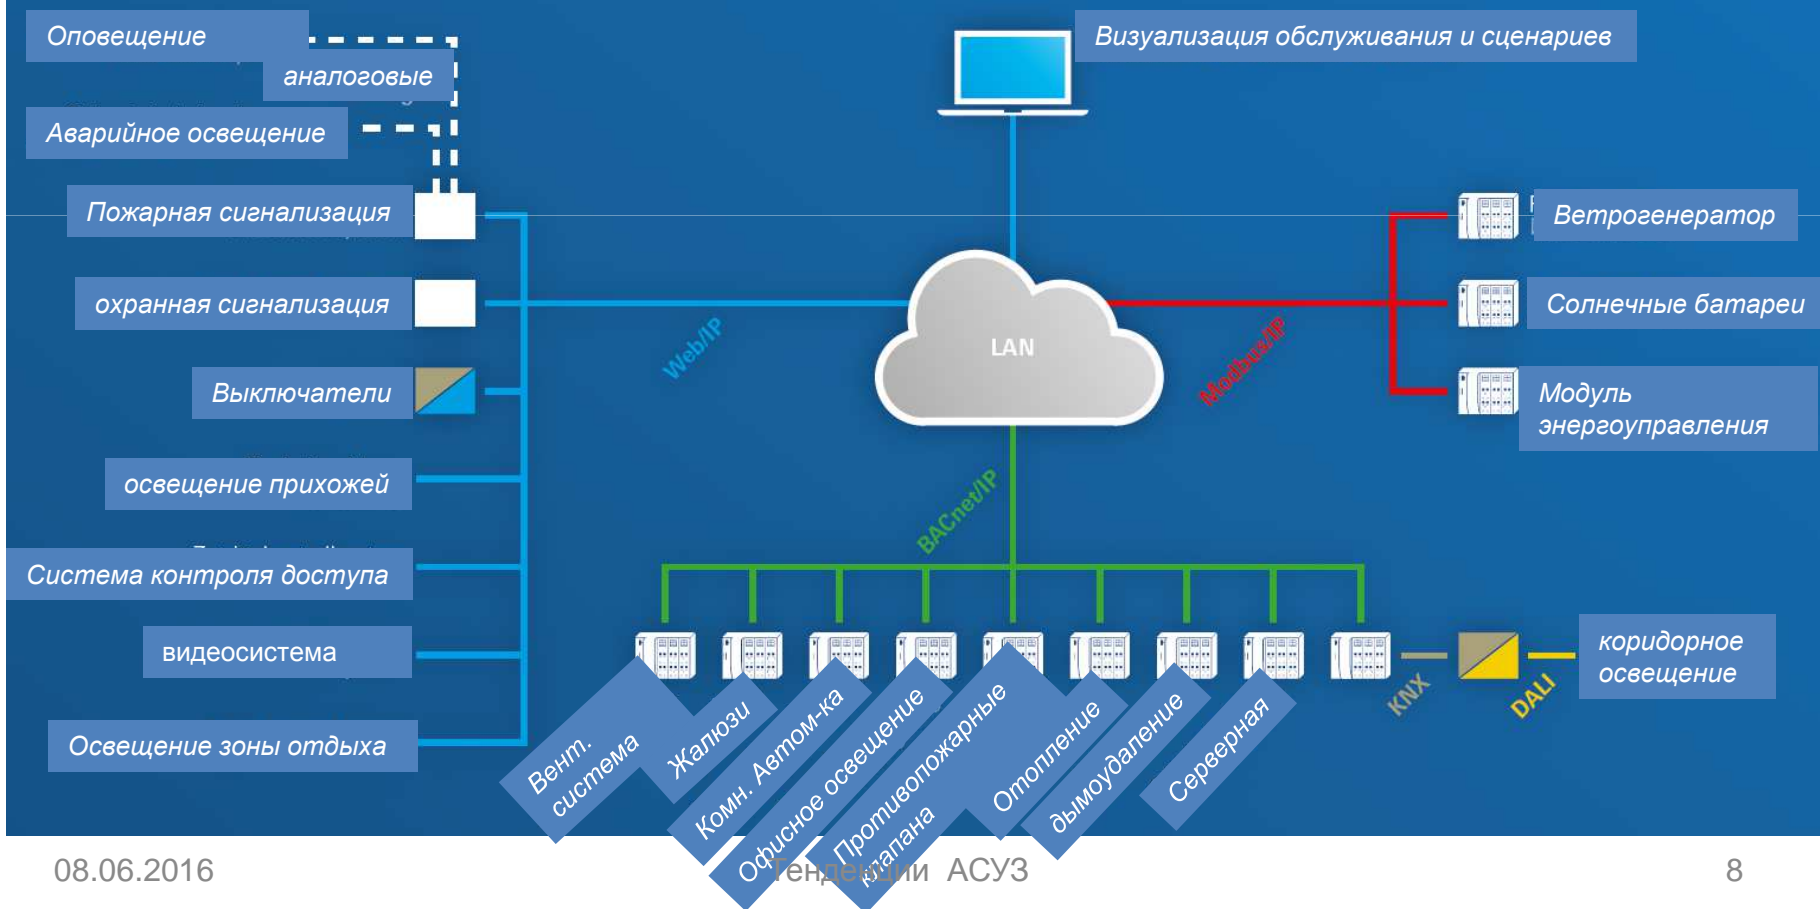 Оповещение
аналоговые
Аварийное освещение
Визуализация обслуживания и сценариев
Пожарная сигнализация
охранная сигнализация
Выключатели
освещение прихожей
Система контроля доступа
видеосистема
Освещение зоны отдыха
Web/IP
LAN
Modbus/IP
BACnet/IP
Ветрогенератор
Солнечные батареи
Модуль
энергоуправления
KNX
DALI
коридорное
освещение
Вент.
система
Жалюзи
Комн. Автом-ка
Офисное освещение
Противопожарные
клапана
Отопление
дымоудаление
Серверная
08.06.2016
Тенденции АСУЗ
8